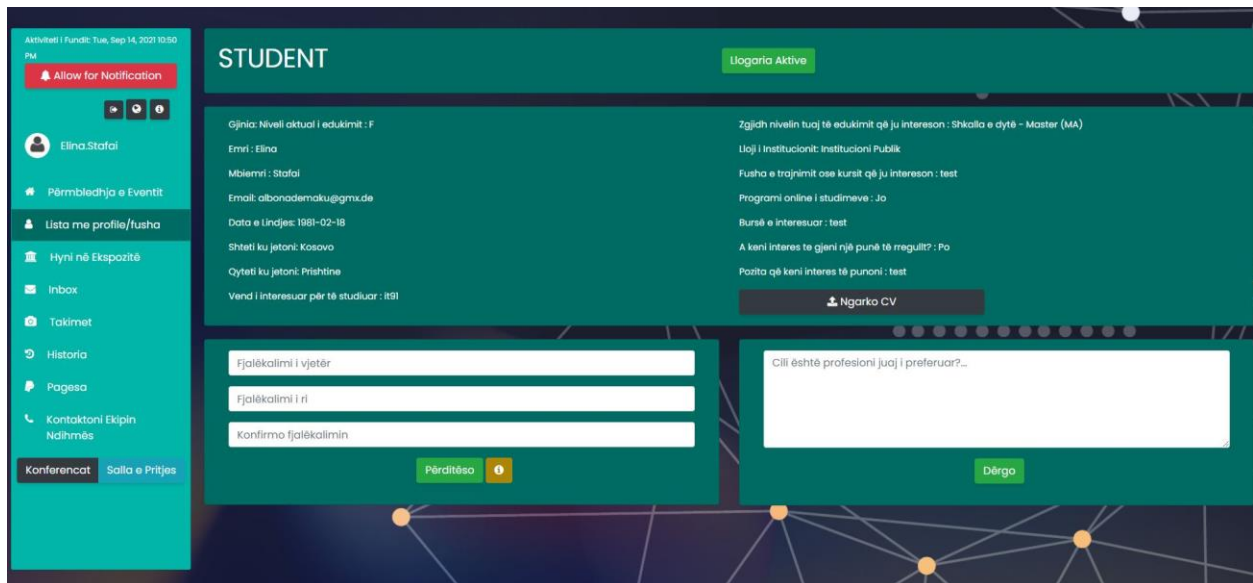 Aktiviteti i Fundit: Tue, Sep 14, 2021 10:50
PM
Allow for Notification
Elina.Stafai
Përmbledhja e Eventit
Lista me profile/fusha
Hyni në Ekspozitë
Inbox
Takimet
Historia
Pagesa
Kontaktoni Ekipin
Ndihmës
Konferencat
Salla e Pritjes
STUDENT
Llogaria Aktive
Gjinia: Niveli aktual i edukimit : F
Emri : Elina
Mbiemri : Stafai
Email: albonademaku@gmx.de
Data e Lindjes: 1981-02-18
Shteti ku jetoni: Kosovo
Qyteti ku jetoni: Prishtine
Vend i interesuar për të studiuar : it91
Zgjidh nivelin tuaj të edukimit që ju intereson : Shkalla e dytë - Master (MA)
Lloji i Institucionit: Institucioni Publik
Fusha e trajnimit ose kursit që ju intereson : test
Programi online i studimeve : Jo
Bursë e interesuar : test
A keni interes te gjeni një punë të rregullt? : Po
Pozita që keni interes të punoni : test
Ngarko CV
Fjalëkalimi i vjetër
Fjalëkalimi i ri
Konfirmo fjalëkalimin
Përditëso
Cili është profesioni juaj i preferuar?...
Dërgo